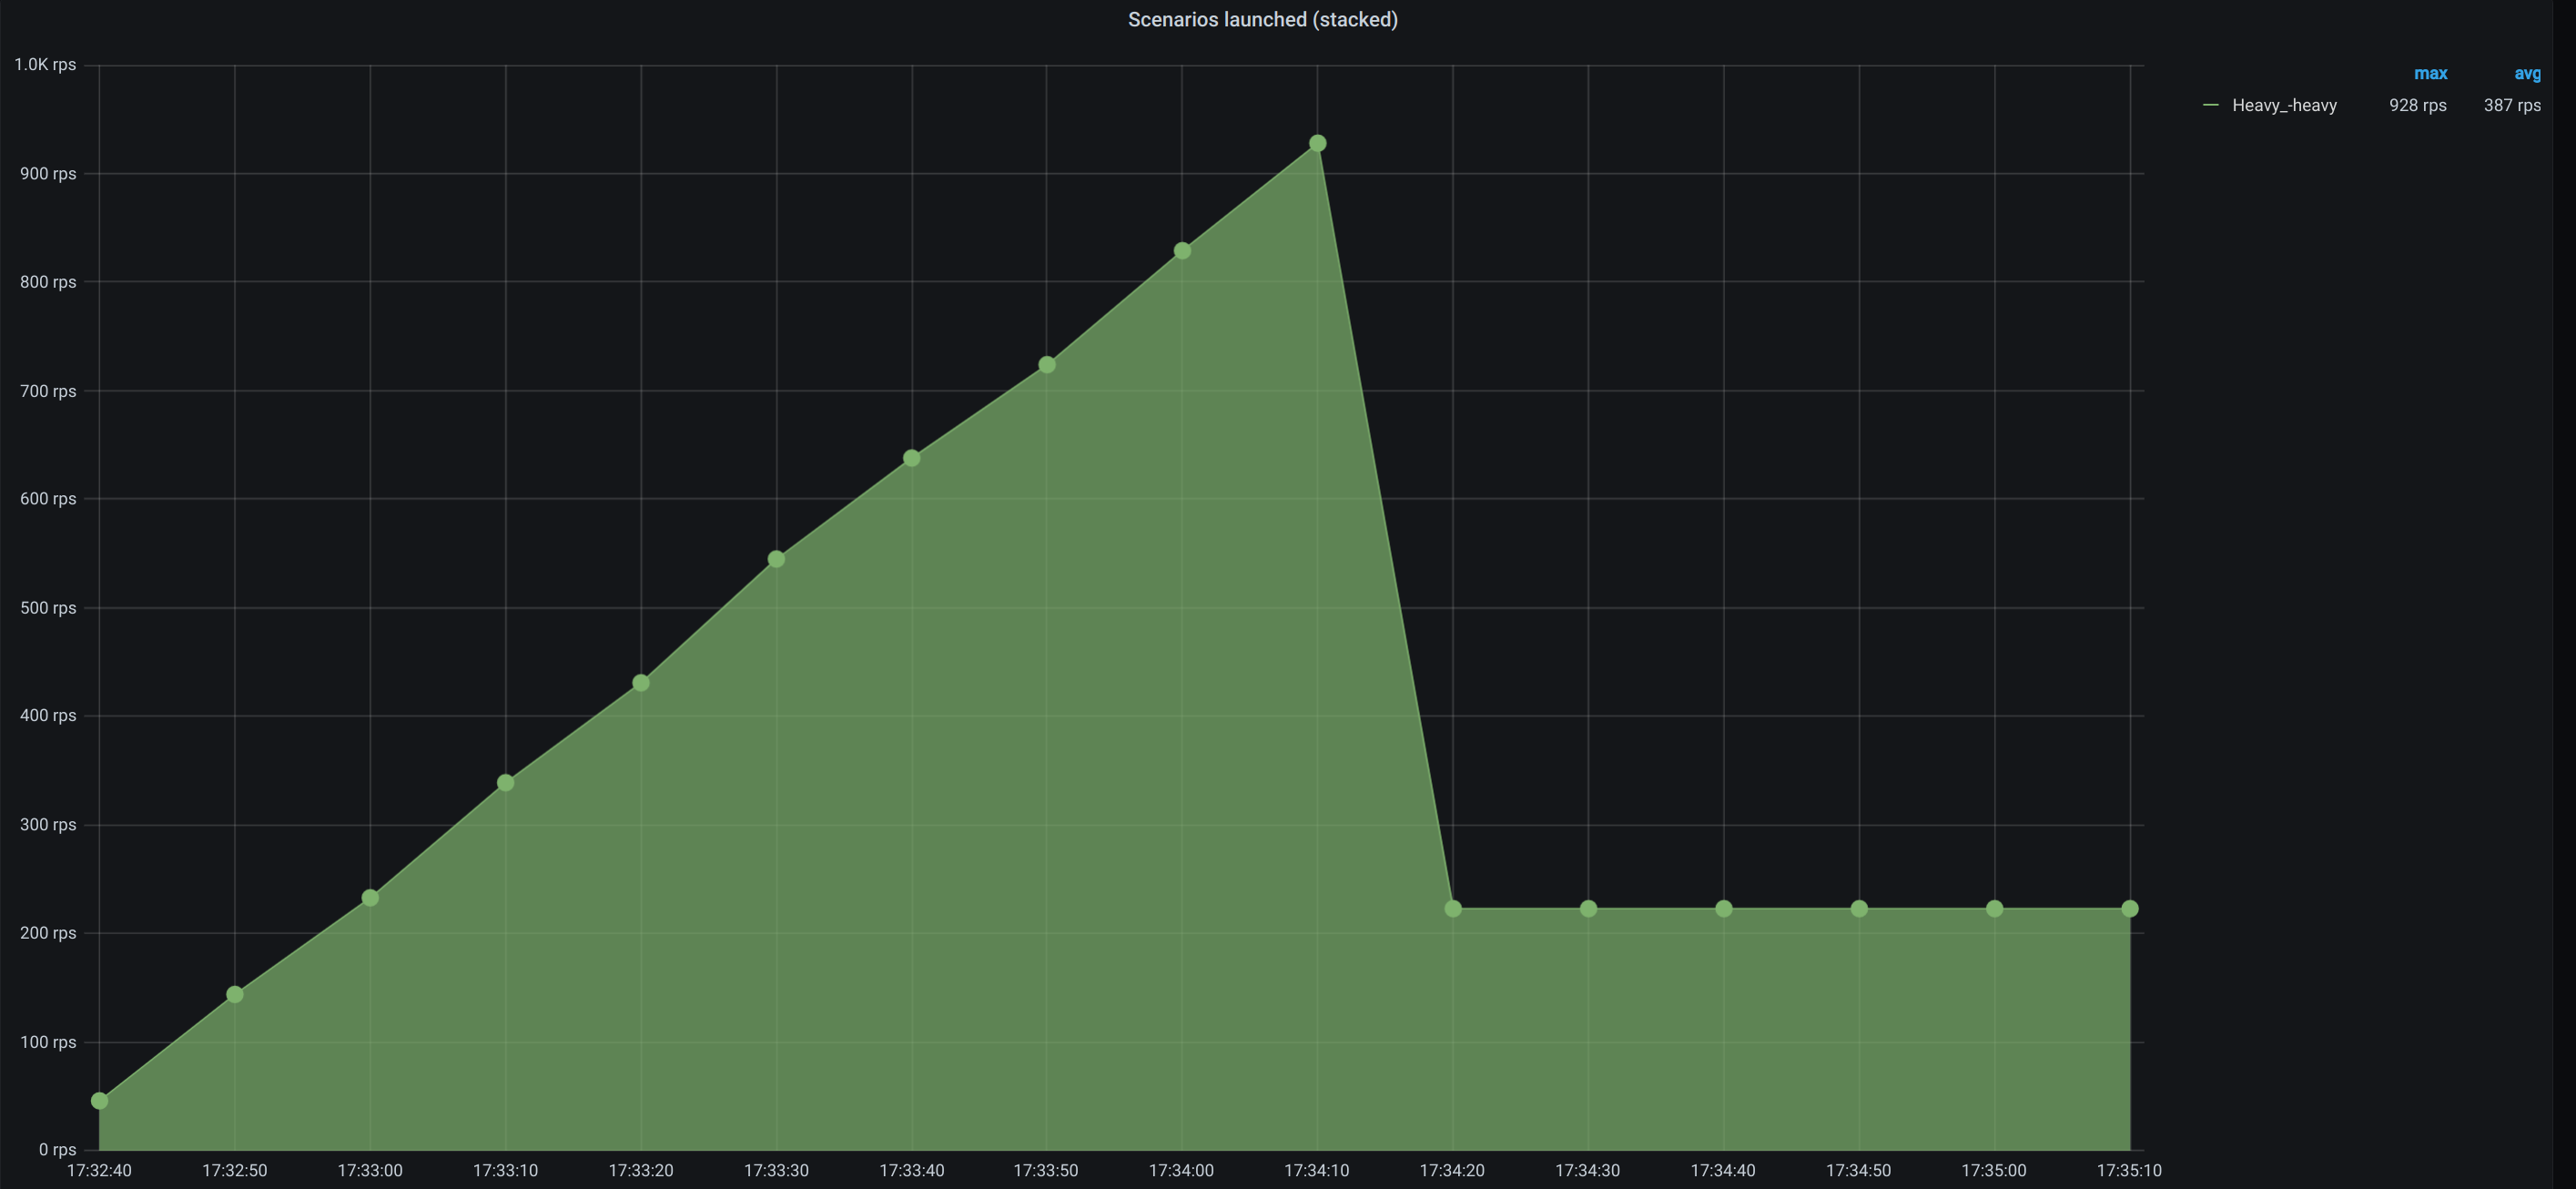 Scenarios launched (stacked)
1.0K rps
900 rps
800 rps
700 rps
600 rps
500 rps
400 rps
300 rps
200 rps
100 rps
0 rps
17:32:40 17:32:50 17:33:00 17:33:10 17:33:20 17:33:30 17:33:40 17:33:50 17:34:00 17:34:10 17:34:20 17:34:30 17:34:40 17:34:50 17:35:00 17:35:10
max avg
Heavy_-heavy 928 rps 387 rps